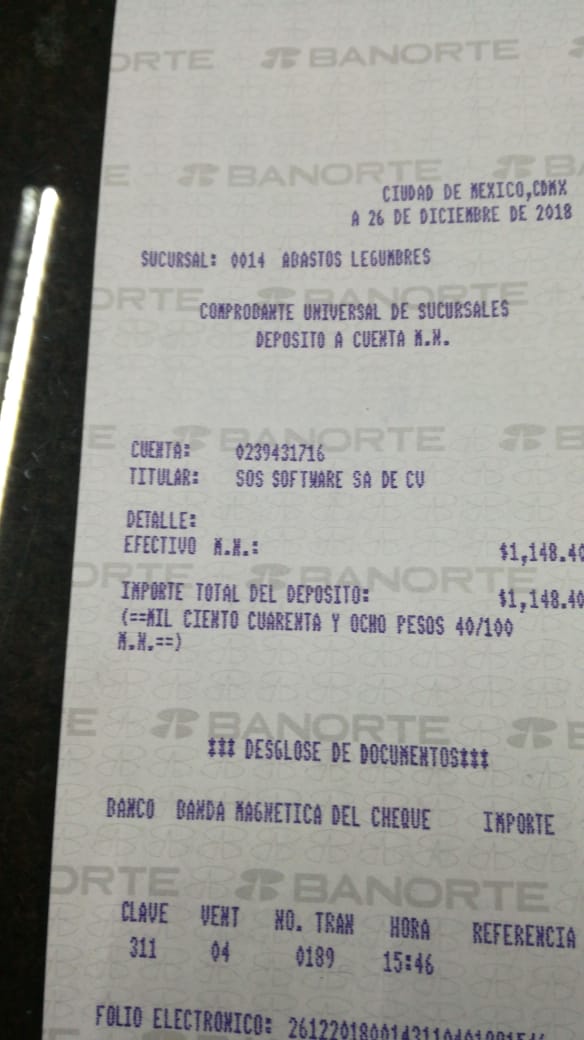 BANORTE
CIUDAD DE MEXICO,CDMX
A 26 DE DICIEMBRE DE 2018
SUCURSAL: 0014 ABASTOS LEGUMBRES
COMPROBANTE UNIVERSAL DE SUCURSALES
DEPOSITO A CUENTA M.N.
CUENTA: 0239431716
TITULAR: SOS SOFTWARE SA DE CV
DETALLE:
EFECTIVO M.N.: $1,148.40
IMPORTE TOTAL DEL DEPOSITO: $1,148.40
(==MIL CIENTO CUARENTA Y OCHO PESOS 40/100
M.N.==)
*** DESGLOSE DE DOCUMENTOS***
BANCO BANDA MAGNETICA DEL CHEQUE IMPORTE
CLAVE VENT NO. TRAN HORA REFERENCIA
311 04 0189 15:46
FOLIO ELECTRONICO: